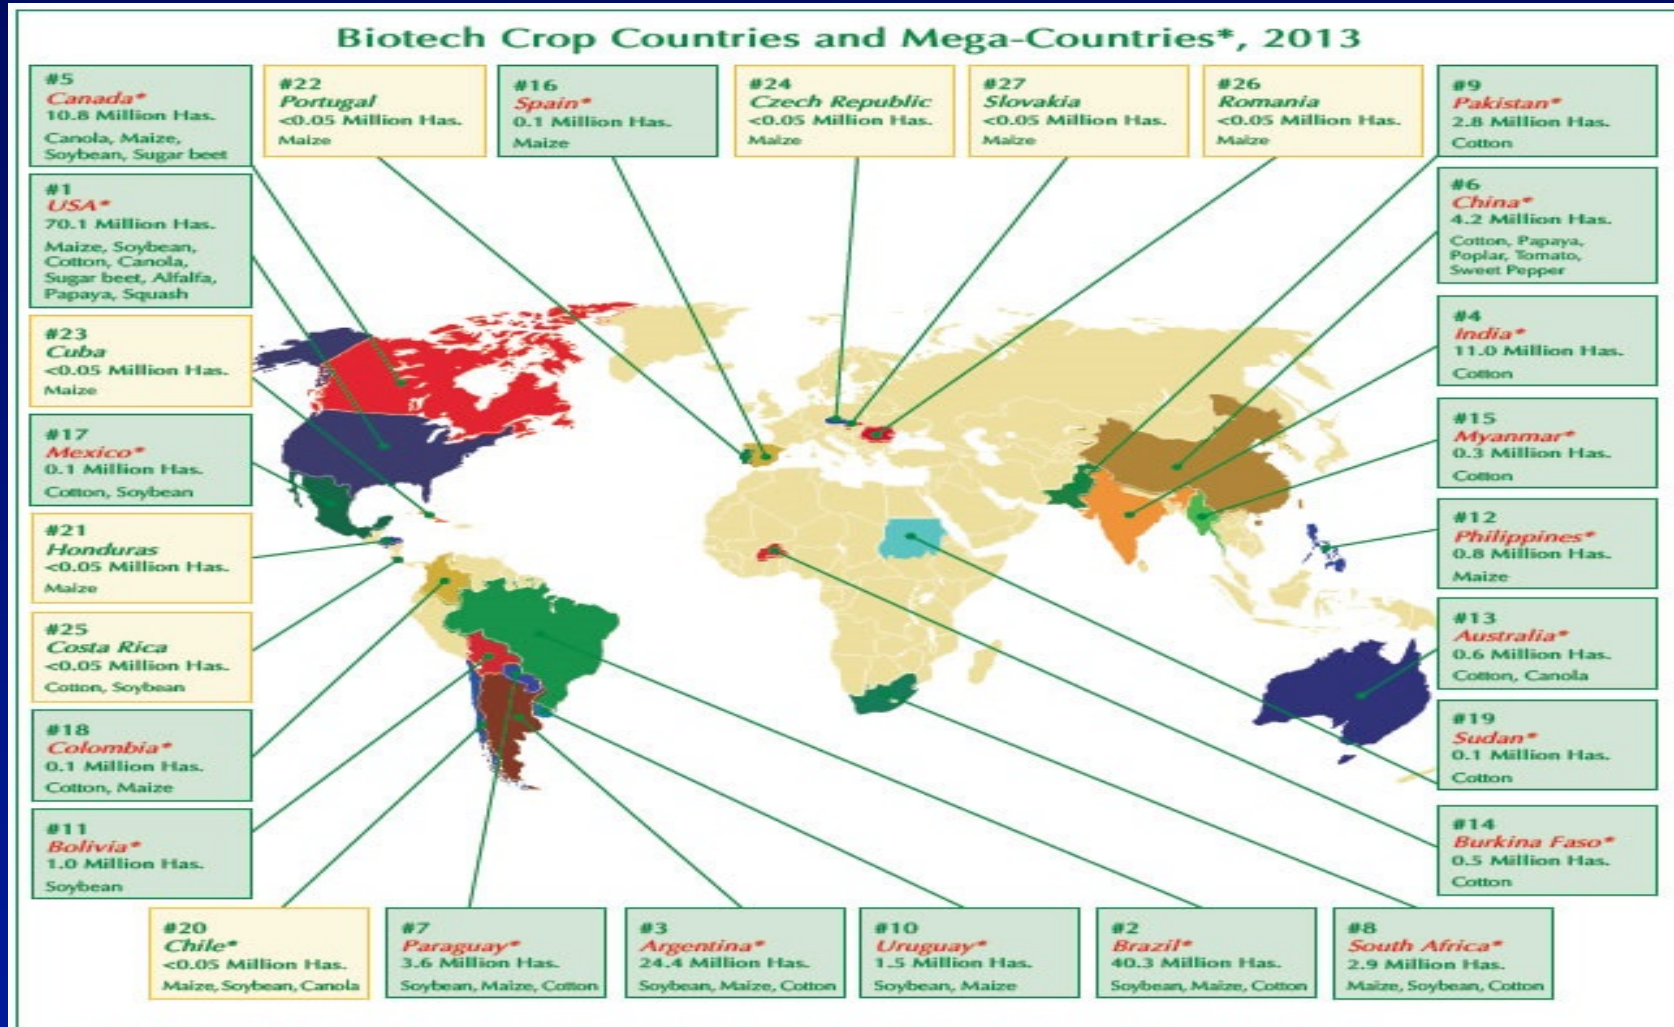 Biotech Crop Countries and Mega-Countries*, 2013
#5
Canada*
10.8 Million Has.
Canola, Maize,
Soybean, Sugar beet
#22
Portugal
<0.05 Million Has.
Maize
#16
Spain*
0.1 Million Has.
Maize
#24
Czech Republic
<0.05 Million Has.
Maize
#27
Slovakia
<0.05 Million Has.
Maize
#26
Romania
<0.05 Million Has.
Maize
#9
Pakistan*
2.8 Million Has.
Cotton
#1
USA*
70.1 Million Has.
Maize, Soybean,
Cotton, Canola,
Sugar beet, Alfalfa,
Papaya, Squash
#6
China*
4.2 Million Has.
Cotton, Papaya,
Poplar, Tomato,
Sweet Pepper
#23
Cuba
<0.05 Million Has.
Maize
#4
India*
11.0 Million Has.
Cotton
#17
Mexico*
0.1 Million Has.
Cotton, Soybean
#15
Myanmar*
0.3 Million Has.
Cotton
#21
Honduras
<0.05 Million Has.
Maize
#12
Philippines*
0.8 Million Has.
Maize
#25
Costa Rica
<0.05 Million Has.
Cotton, Soybean
#13
Australia*
0.6 Million Has.
Cotton, Canola
#18
Colombia*
0.1 Million Has.
Cotton, Maize
#19
Sudan*
0.1 Million Has.
Cotton
#11
Bolivia*
1.0 Million Has.
Soybean
#14
Burkina Faso*
0.5 Million Has.
Cotton
#20
Chile*
<0.05 Million Has.
Maize, Soybean, Canola
#7
Paraguay*
3.6 Million Has.
Soybean, Maize, Cotton
#3
Argentina*
24.4 Million Has.
Soybean, Maize, Cotton
#10
Uruguay*
1.5 Million Has.
Soybean, Maize
#2
Brazil*
40.3 Million Has.
Soybean, Maize, Cotton
#8
South Africa*
2.9 Million Has.
Maize, Soybean, Cotton